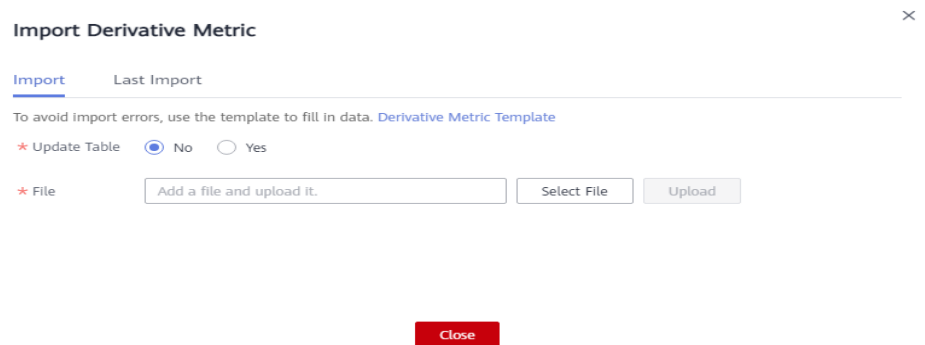 Import Derivative Metric
Import Last Import
To avoid import errors, use the template to fill in data. Derivative Metric Template
* Update Table No Yes
* File Add a file and upload it. Select File Upload
Close